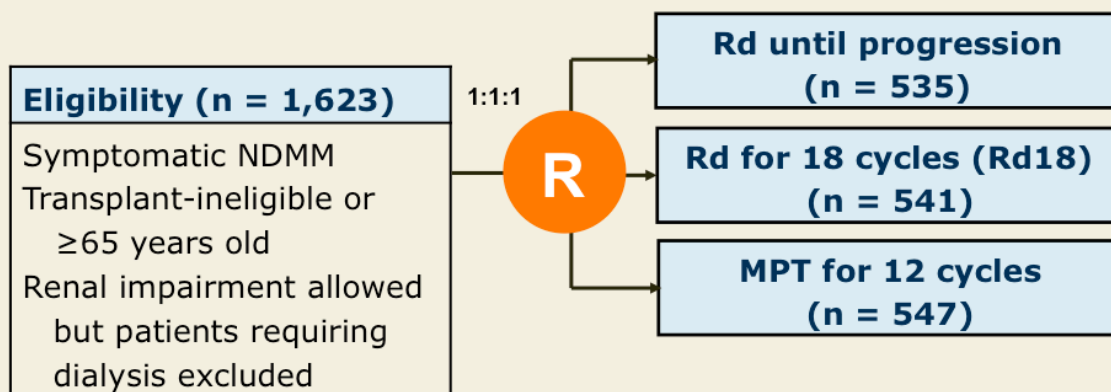 Eligibility (n = 1,623)
Symptomatic NDMM
Transplant-ineligible or
≥65 years old
Renal impairment allowed
but patients requiring
dialysis excluded
1:1:1
R
Rd until progression
(n = 535)
Rd for 18 cycles (Rd18)
(n = 541)
MPT for 12 cycles
(n = 547)